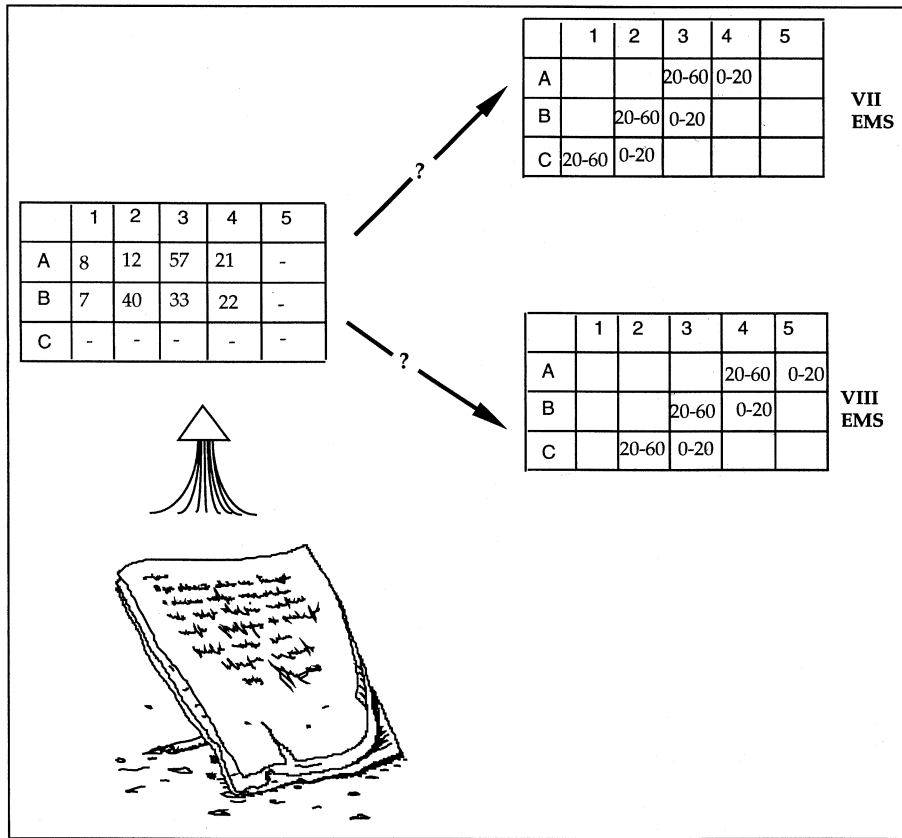 1 2 3 4 5
A 20-60 0-20
B 20-60 0-20
C 20-60 0-20
VII
EMS
?
1 2 3 4 5
A 8 12 57 21 -
B 7 40 33 22 -
C - - - - -
?
1 2 3 4 5
A 20-60 0-20
B 20-60 0-20
C 20-60 0-20
VIII
EMS